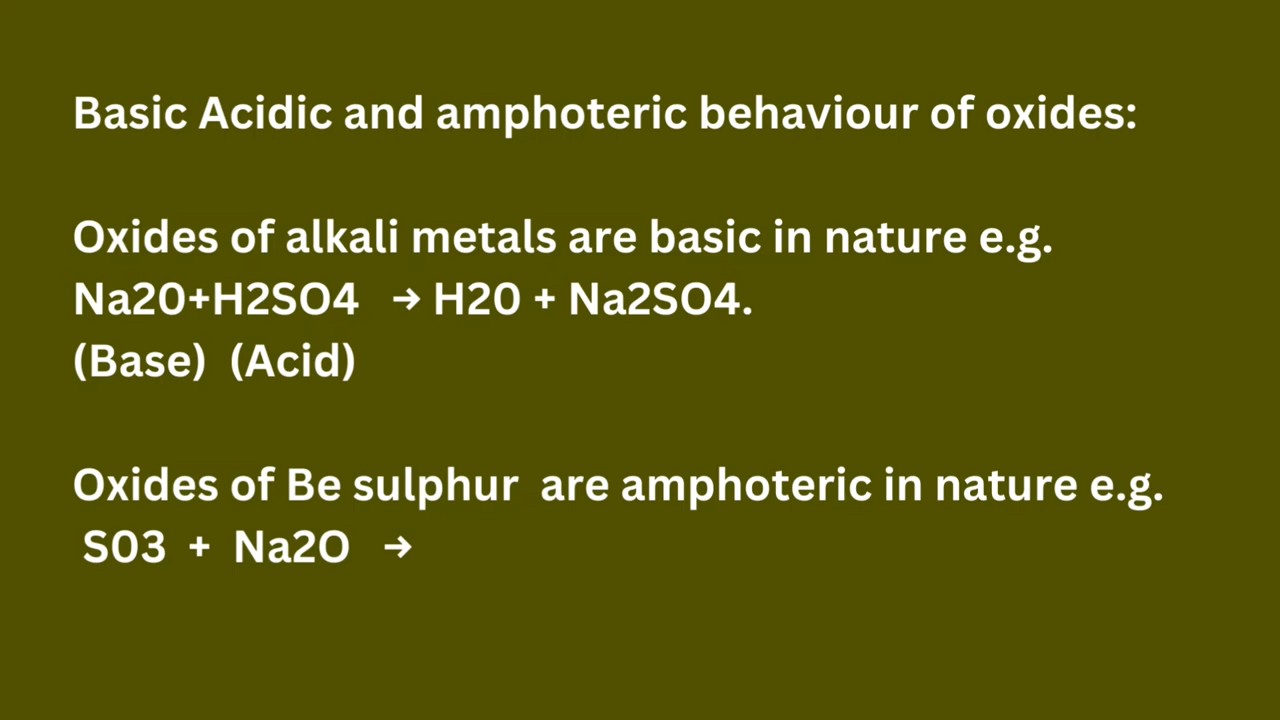 Basic Acidic and amphoteric behaviour of oxides:
Oxides of alkali metals are basic in nature e.g.
Na20+H2SO4 → H20 + Na2SO4.
(Base) (Acid)
Oxides of Be sulphur are amphoteric in nature e.g.
S03 + Na2O →